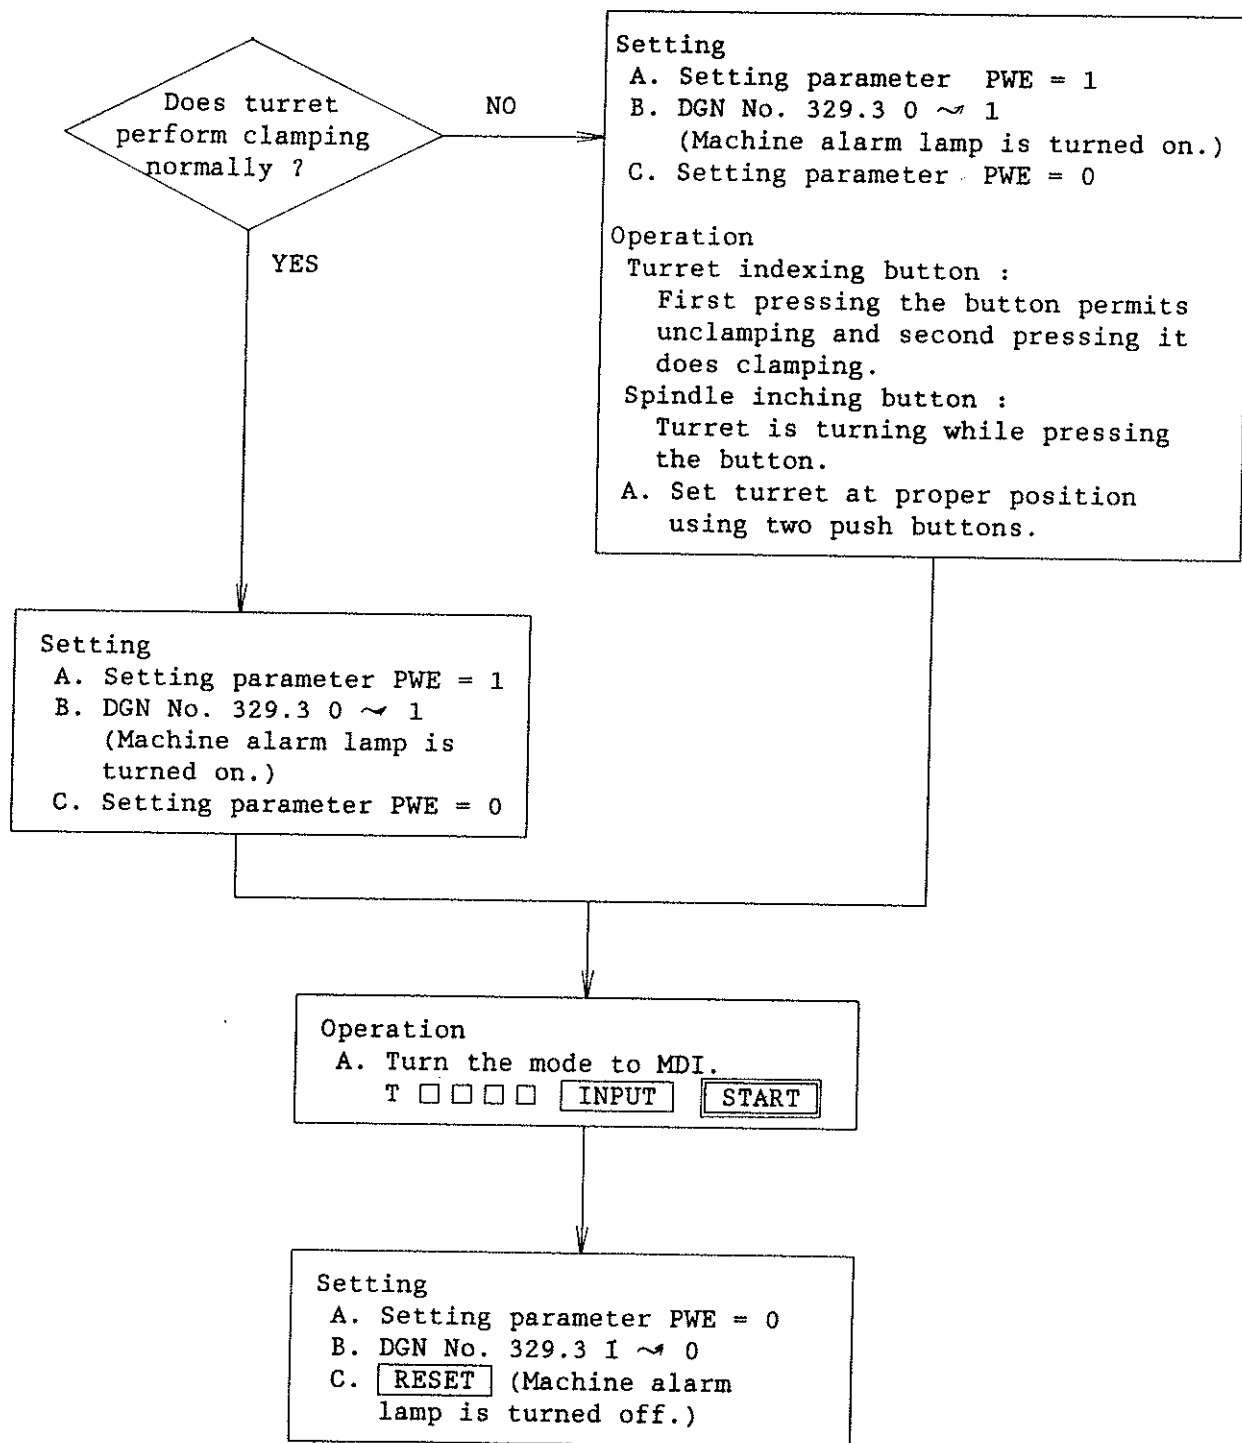 Does turret
perform clamping
normally ?
NO
YES
Setting
A. Setting parameter PWE = 1
B. DGN No. 329.3 0 ~ 1
(Machine alarm lamp is turned on.)
C. Setting parameter PWE = 0
Operation
Turret indexing button :
First pressing the button permits
unclamping and second pressing it
does clamping.
Spindle inching button :
Turret is turning while pressing
the button.
A. Set turret at proper position
using two push buttons.
Setting
A. Setting parameter PWE = 1
B. DGN No. 329.3 0 ~ 1
(Machine alarm lamp is
turned on.)
C. Setting parameter PWE = 0
Operation
A. Turn the mode to MDI.
T □ □ □ □ INPUT START
Setting
A. Setting parameter PWE = 0
B. DGN No. 329.3 1 ~ 0
C. RESET (Machine alarm
lamp is turned off.)